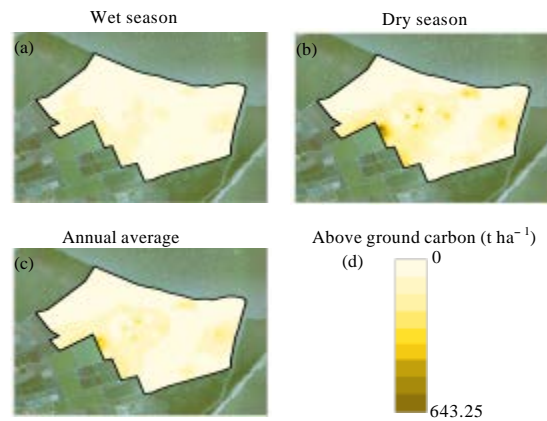 Wet season
Dry season
(a)
(b)
Annual average
Above ground carbon (t ha⁻¹)
(c)
(d)
0
643.25